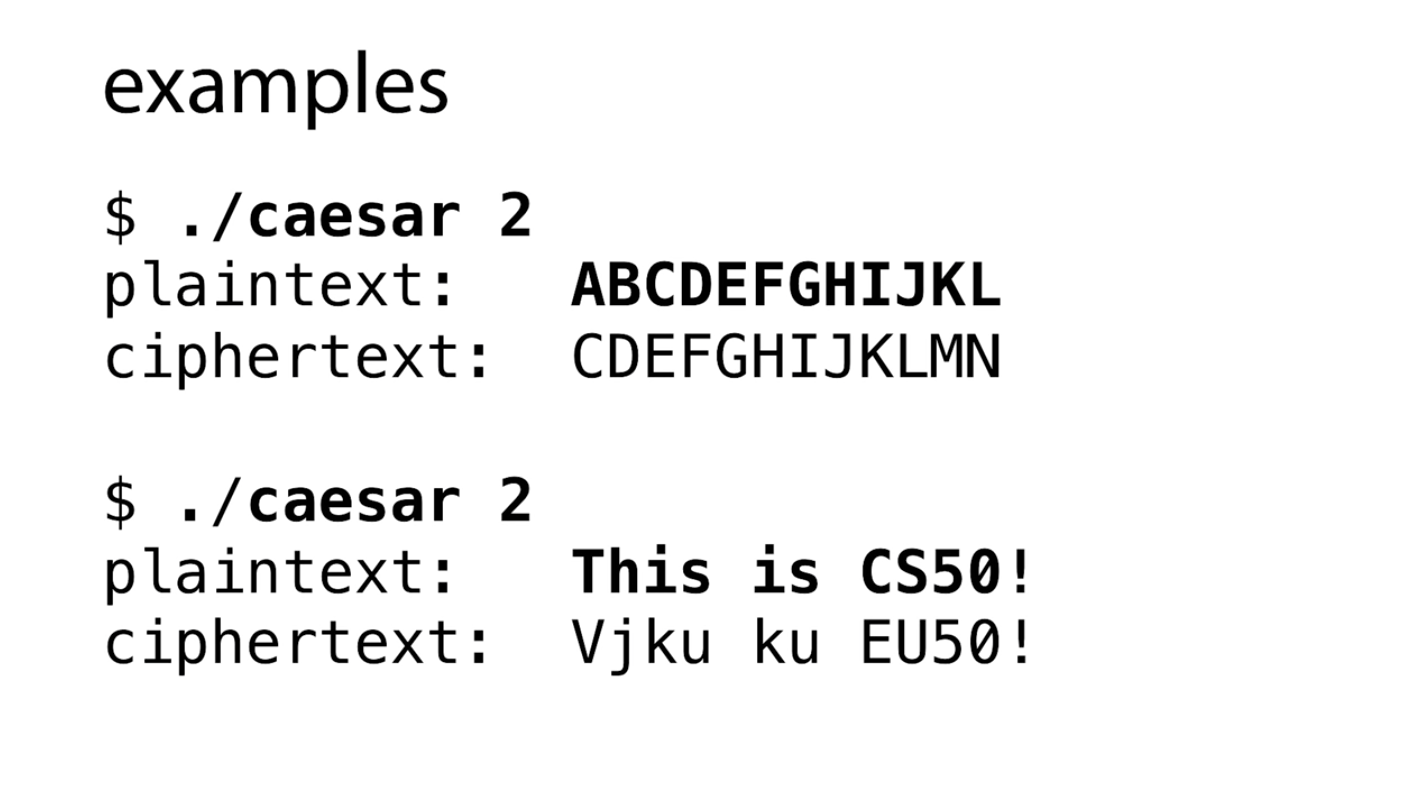 examples
$ ./caesar 2
plaintext: ABCDEFGHIJKL
ciphertext: CDEFGHIJKLMN
$ ./caesar 2
plaintext: This is CS50!
ciphertext: Vjku ku EU50!